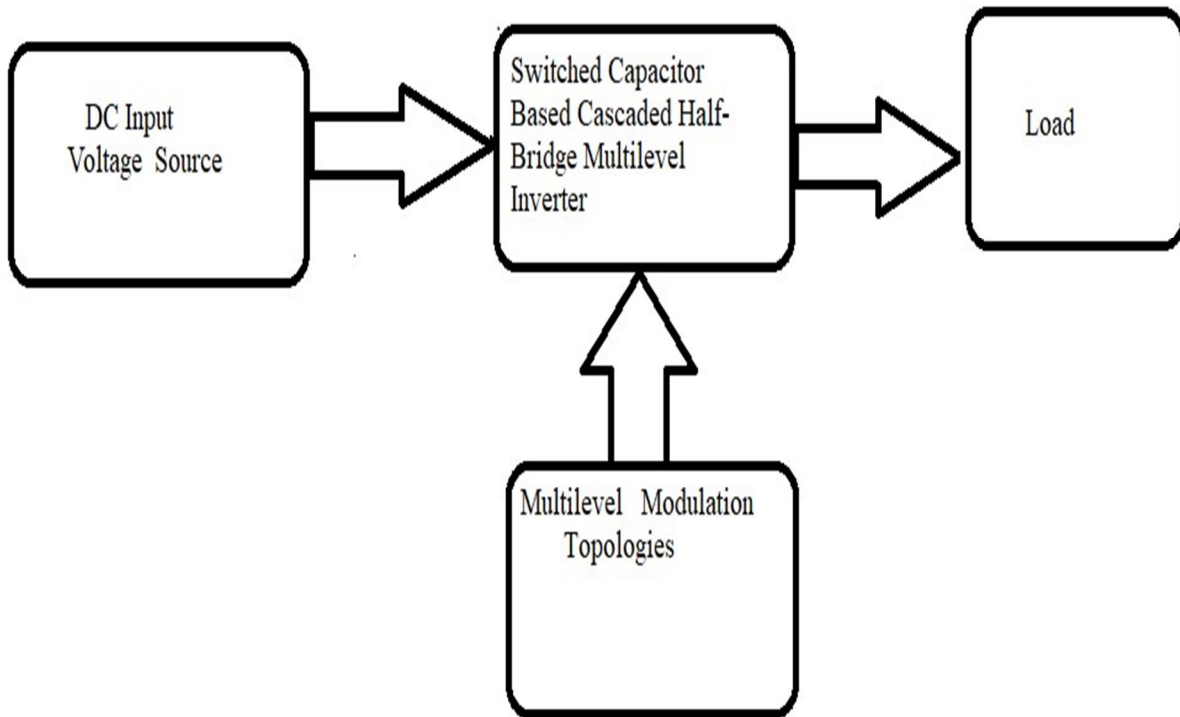 DC Input
Voltage Source
Switched Capacitor
Based Cascaded Half-
Bridge Multilevel
Inverter
Load
Multilevel Modulation
Topologies